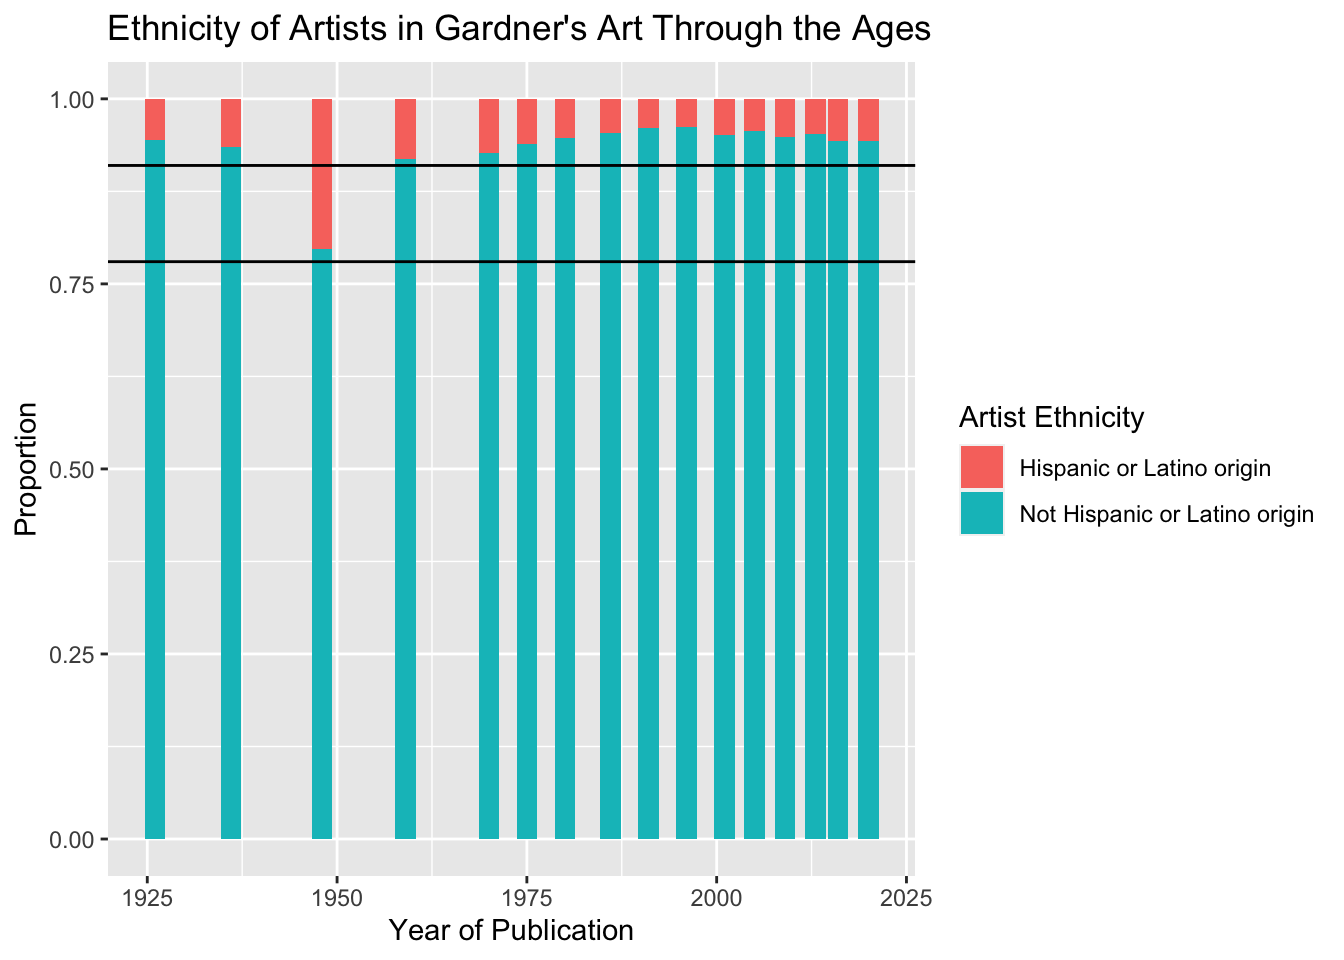 Ethnicity of Artists in Gardner's Art Through the Ages
1.00
0.75
0.50
0.25
0.00
Proportion
1925 1950 1975 2000 2025
Year of Publication
Artist Ethnicity
Hispanic or Latino origin
Not Hispanic or Latino origin